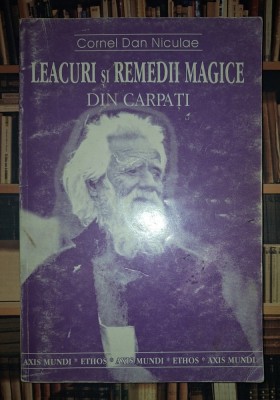 Cornel Dan Niculae
LEACURI și REMEDII MAGICE
DIN CARPAȚI
AXIS MUNDI * ETHOS * AXIS MUNDI * ETHOS * AXIS MUNDI